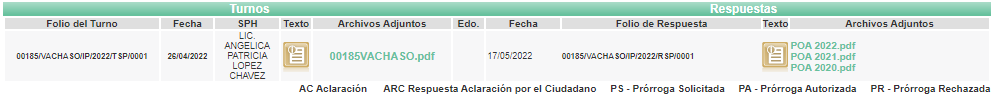 Turnos Respuestas
Folio del Turno Fecha SPH Texto Archivos Adjuntos Edo. Fecha Folio de Respuesta Texto Archivos Adjuntos
LIC.
ANGELICA
PATRICIA
LOPEZ
CHAVEZ
00185/VACHASO/IP/2022/TSP/0001 26/04/2022 00185VACHASO.pdf 17/05/2022 00185/VACHASO/IP/2022/RSP/0001
POA 2022.pdf
POA 2021.pdf
POA 2020.pdf
AC Aclaración ARC Respuesta Aclaración por el Ciudadano PS - Prórroga Solicitada PA - Prórroga Autorizada PR - Prórroga Rechazada